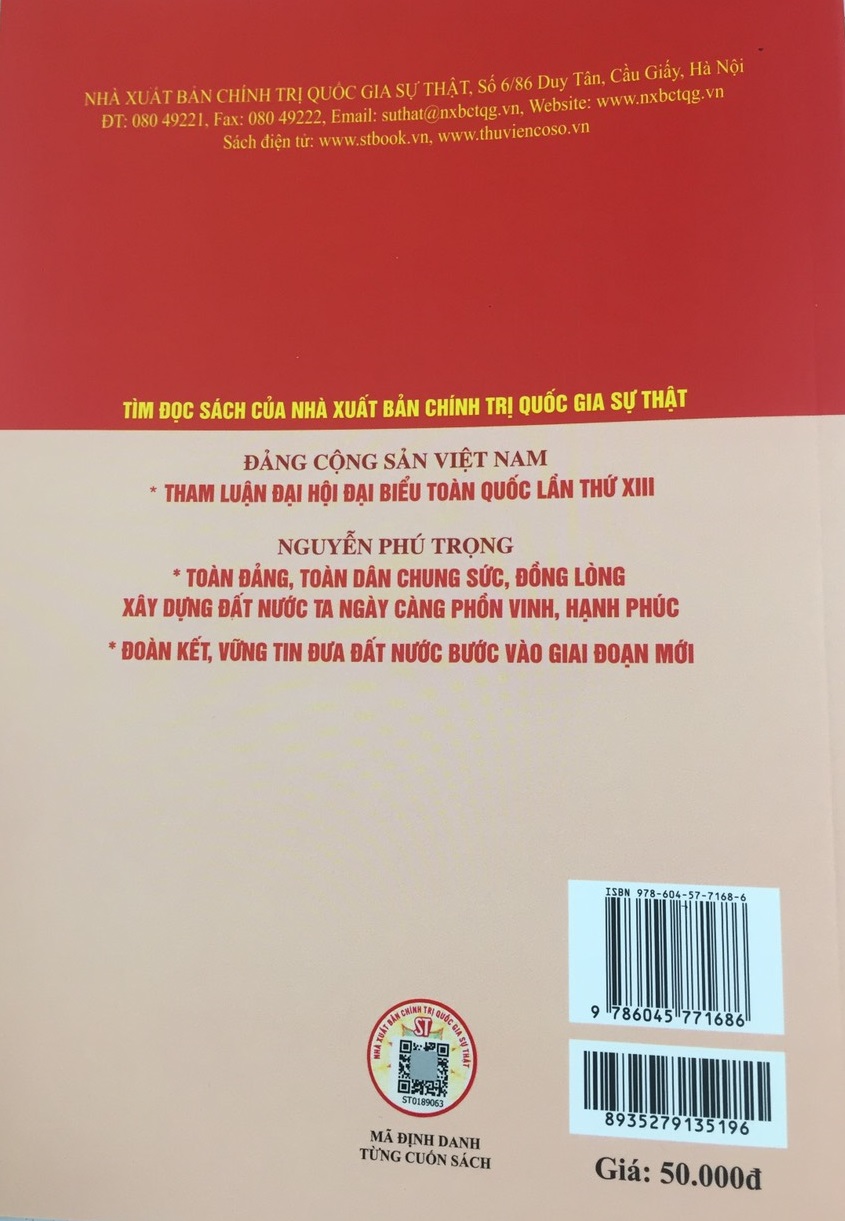 NHÀ XUẤT BẢN CHÍNH TRỊ QUỐC GIA SỰ THẬT, Số 6/86 Duy Tân, Cầu Giấy, Hà Nội
ĐT: 080 49221, Fax: 080 49222, Email: suthat@nxbctqg.vn, Website: www.nxbctqg.vn
Sách điện tử: www.stbook.vn, www.thuviencoso.vn
TÌM ĐỌC SÁCH CỦA NHÀ XUẤT BẢN CHÍNH TRỊ QUỐC GIA SỰ THẬT
ĐẢNG CỘNG SẢN VIỆT NAM
* THAM LUẬN ĐẠI HỘI ĐẠI BIỂU TOÀN QUỐC LẦN THỨ XIII
NGUYỄN PHÚ TRỌNG
* TOÀN ĐẢNG, TOÀN DÂN CHUNG SỨC, ĐỒNG LÒNG
XÂY DỰNG ĐẤT NƯỚC TA NGÀY CÀNG PHỒN VINH, HẠNH PHÚC
* ĐOÀN KẾT, VỮNG TIN ĐƯA ĐẤT NƯỚC BƯỚC VÀO GIAI ĐOẠN MỚI
ISBN 978-604-57-7168-6
9 786045 771686
NHÀ XUẤT BẢN CHÍNH TRỊ QUỐC GIA SỰ THẬT
ST
ST0189063
MÃ ĐỊNH DANH
TỪNG CUỐN SÁCH
8935279135196
Giá: 50.000đ